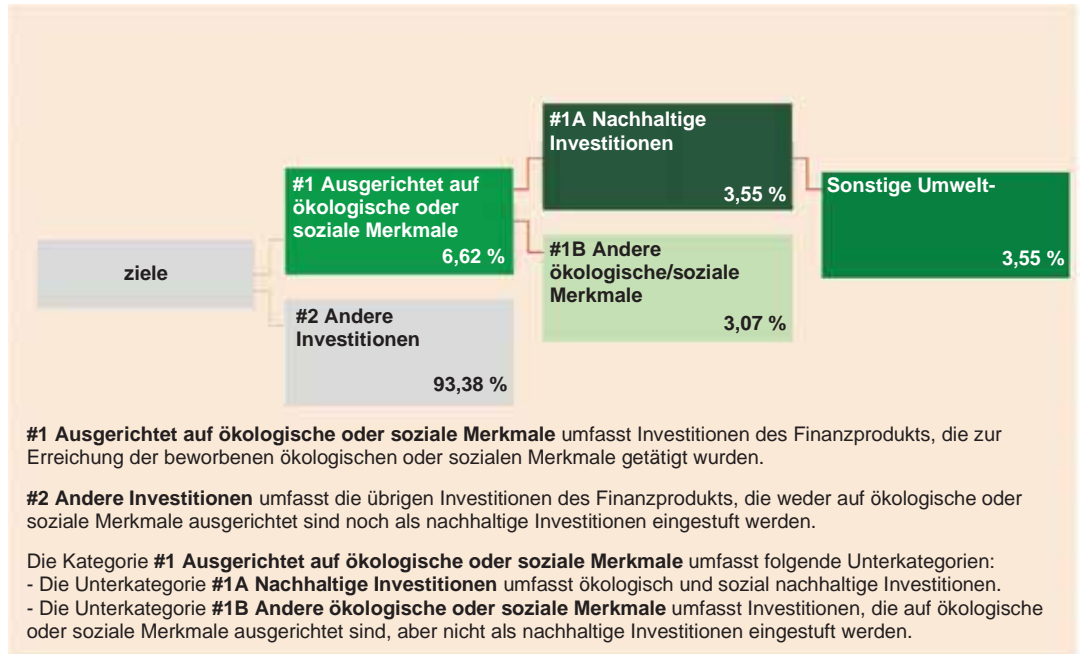 #1A Nachhaltige
Investitionen
3,55 %
#1 Ausgerichtet auf
ökologische oder
soziale Merkmale
6,62 %
Sonstige Umwelt-
3,55 %
ziele
#1B Andere
ökologische/soziale
Merkmale
3,07 %
#2 Andere
Investitionen
93,38 %
#1 Ausgerichtet auf ökologische oder soziale Merkmale umfasst Investitionen des Finanzprodukts, die zur
Erreichung der beworbenen ökologischen oder sozialen Merkmale getätigt wurden.
#2 Andere Investitionen umfasst die übrigen Investitionen des Finanzprodukts, die weder auf ökologische oder
soziale Merkmale ausgerichtet sind noch als nachhaltige Investitionen eingestuft werden.
Die Kategorie #1 Ausgerichtet auf ökologische oder soziale Merkmale umfasst folgende Unterkategorien:
- Die Unterkategorie #1A Nachhaltige Investitionen umfasst ökologisch und sozial nachhaltige Investitionen.
- Die Unterkategorie #1B Andere ökologische oder soziale Merkmale umfasst Investitionen, die auf ökologische
oder soziale Merkmale ausgerichtet sind, aber nicht als nachhaltige Investitionen eingestuft werden.